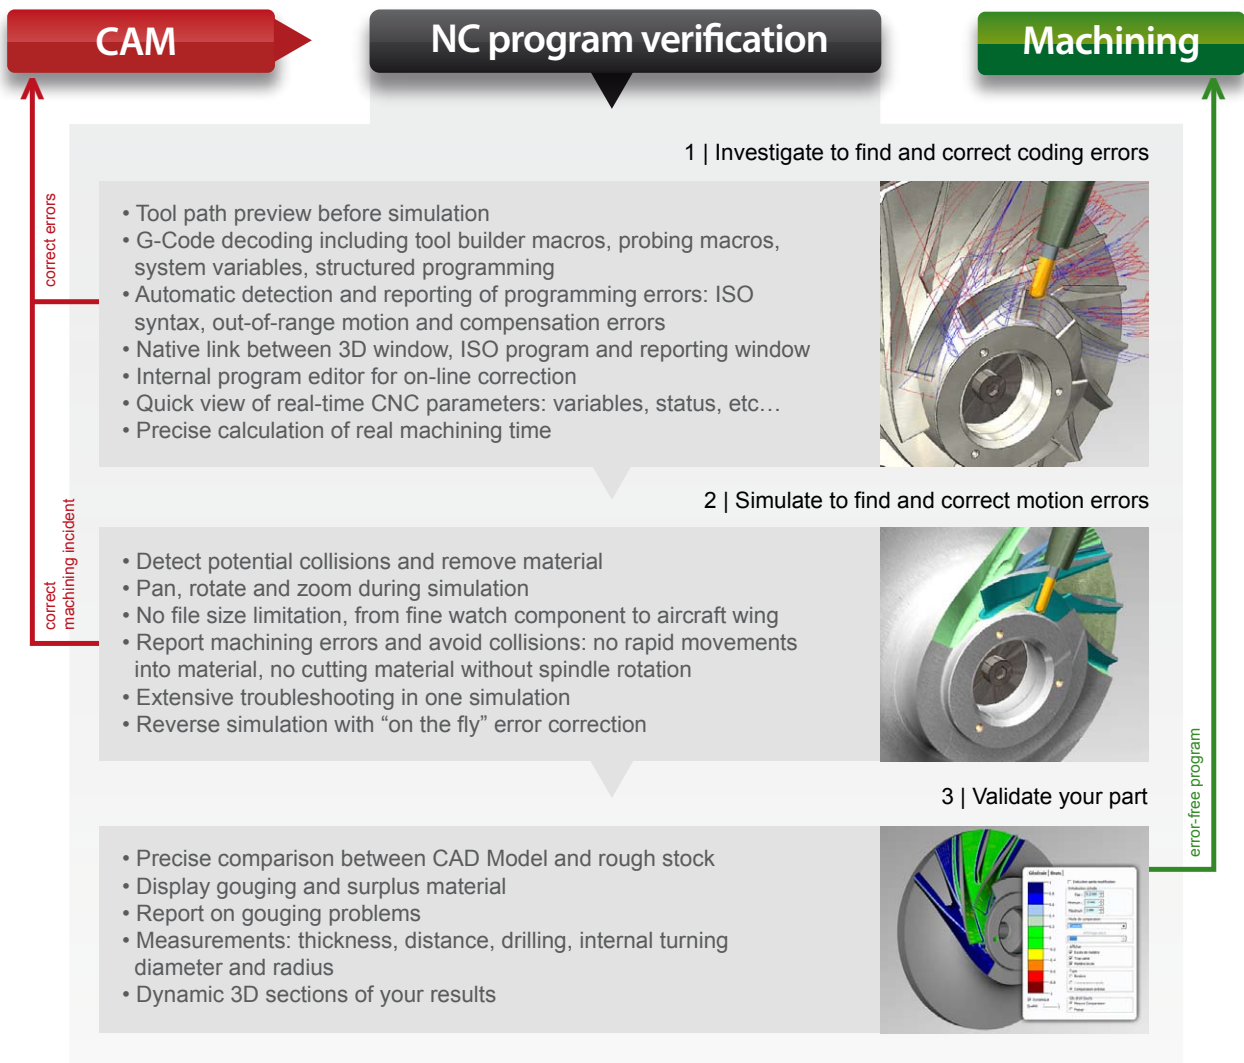 CAM
NC program verification
Machining
1 | Investigate to find and correct coding errors
correct errors
• Tool path preview before simulation
• G-Code decoding including tool builder macros, probing macros,
system variables, structured programming
• Automatic detection and reporting of programming errors: ISO
syntax, out-of-range motion and compensation errors
• Native link between 3D window, ISO program and reporting window
• Internal program editor for on-line correction
• Quick view of real-time CNC parameters: variables, status, etc…
• Precise calculation of real machining time
2 | Simulate to find and correct motion errors
correct
machining incident
• Detect potential collisions and remove material
• Pan, rotate and zoom during simulation
• No file size limitation, from fine watch component to aircraft wing
• Report machining errors and avoid collisions: no rapid movements
into material, no cutting material without spindle rotation
• Extensive troubleshooting in one simulation
• Reverse simulation with “on the fly” error correction
error-free program
3 | Validate your part
• Precise comparison between CAD Model and rough stock
• Display gouging and surplus material
• Report on gouging problems
• Measurements: thickness, distance, drilling, internal turning
diameter and radius
• Dynamic 3D sections of your results